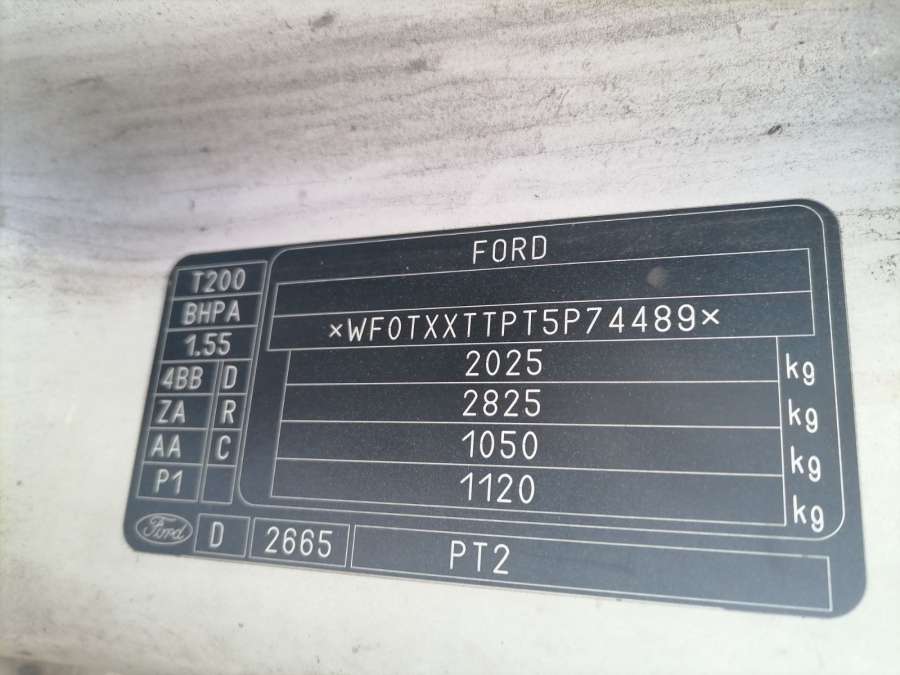 FORD
T200
BHPA
*WF0TXXTTPT5P74489*
1.55
2025 kg
4BB D
2825 kg
ZA R
1050 kg
AA C
1120 kg
P1
Ford D 2665 PT2